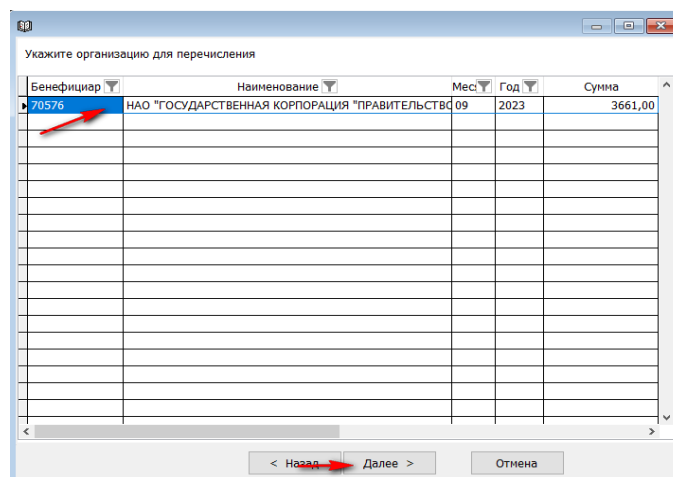 Укажите организацию для перечисления
Бенефициар Наименование Мес Год Сумма
70576 НАО "ГОСУДАРСТВЕННАЯ КОРПОРАЦИЯ "ПРАВИТЕЛЬСТВО 09 2023 3661,00
< Назад Далее > Отмена